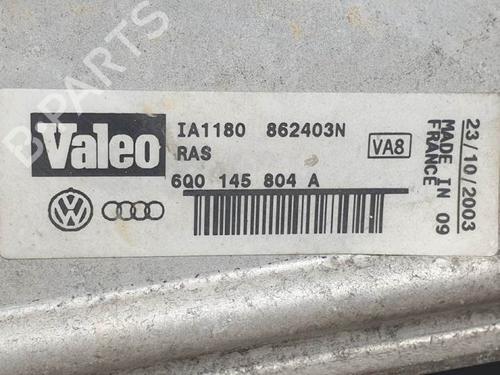 B-PARTS
Valeo
IA1180 862403N
RAS
VA8
6Q0 145 804 A
23/10/2003
MADE IN 09
FRANCE